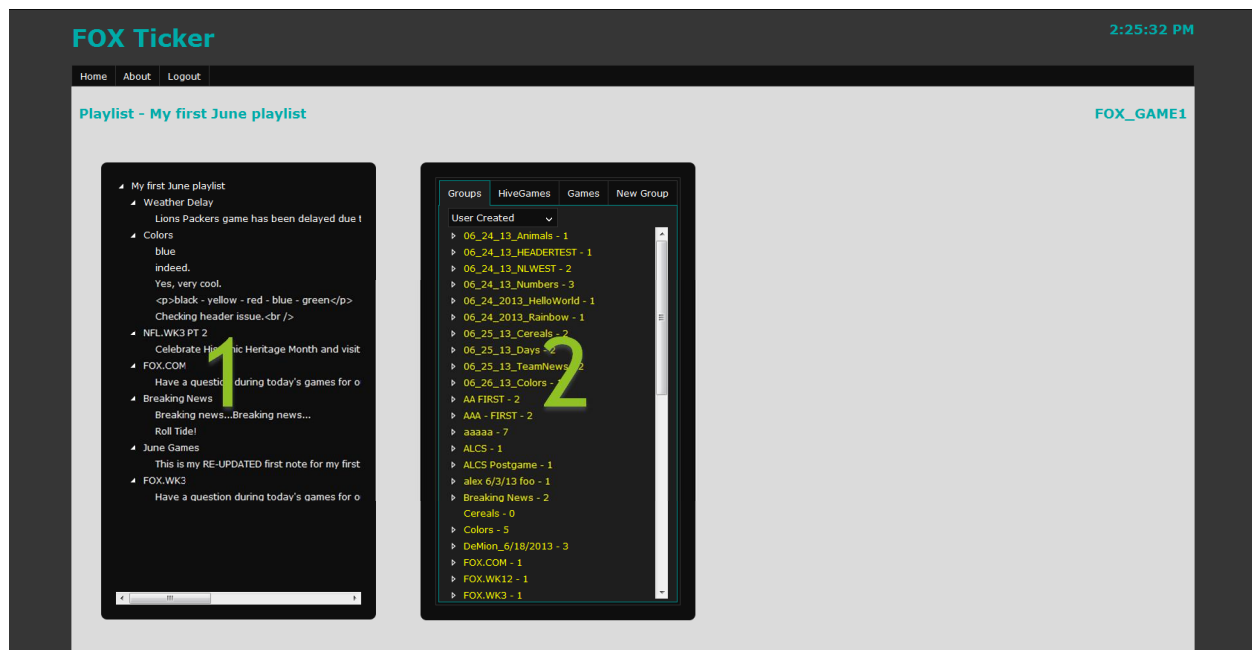 FOX Ticker
2:25:32 PM
Home About Logout
Playlist - My first June playlist
FOX_GAME1
My first June playlist
Weather Delay
Lions Packers game has been delayed due t
Colors
blue
indeed.
Yes, very cool.
<p>black - yellow - red - blue - green</p>
Checking header issue.<br />
NFL.WK3 PT 2
Celebrate Hispanic Heritage Month and visit
FOX.COM
Have a question during today's games for o
Breaking News
Breaking news...Breaking news...
Roll Tide!
June Games
This is my RE-UPDATED first note for my first
FOX.WK3
Have a question during today's games for o
1
Groups HiveGames Games New Group
User Created
06_24_13_Animals - 1
06_24_13_HEADERTEST - 1
06_24_13_NLWEST - 2
06_24_13_Numbers - 3
06_24_2013_HelloWorld - 1
06_24_2013_Rainbow - 1
06_25_13_Cereals - 2
06_25_13_Days - 2
06_25_13_TeamNews - 2
06_26_13_Colors -
AA FIRST - 2
AAA - FIRST - 2
aaaaa - 7
ALCS - 1
ALCS Postgame - 1
alex 6/3/13 foo - 1
Breaking News - 2
Cereals - 0
Colors - 5
DeMion_6/18/2013 - 3
FOX.COM - 1
FOX.WK12 - 1
FOX.WK3 - 1
2